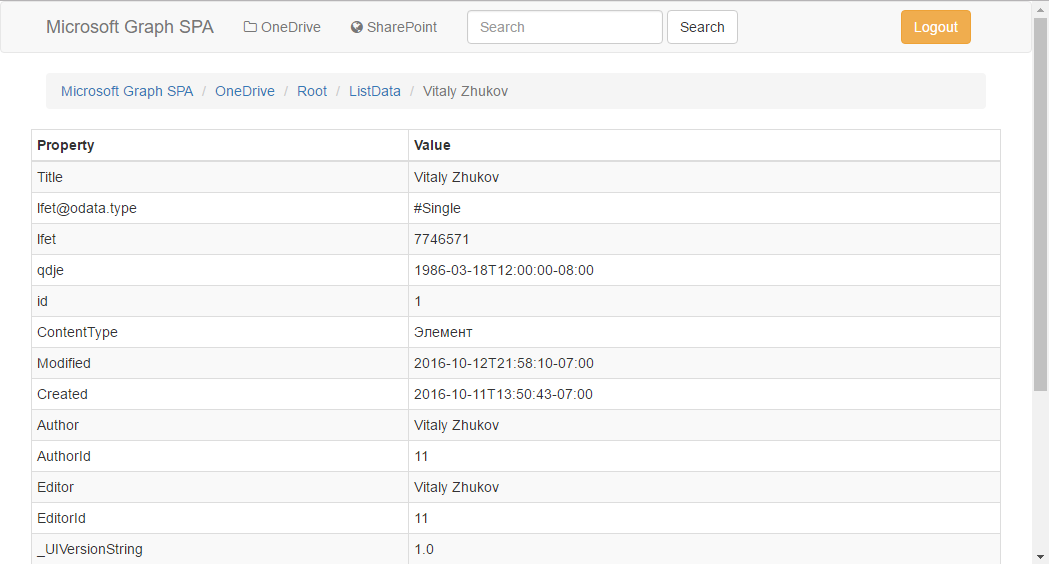 Microsoft Graph SPA OneDrive SharePoint Search Search Logout
Microsoft Graph SPA / OneDrive / Root / ListData / Vitaly Zhukov
Property Value
Title Vitaly Zhukov
lfet@odata.type #Single
lfet 7746571
qdje 1986-03-18T12:00:00-08:00
id 1
ContentType Элемент
Modified 2016-10-12T21:58:10-07:00
Created 2016-10-11T13:50:43-07:00
Author Vitaly Zhukov
AuthorId 11
Editor Vitaly Zhukov
EditorId 11
_UIVersionString 1.0